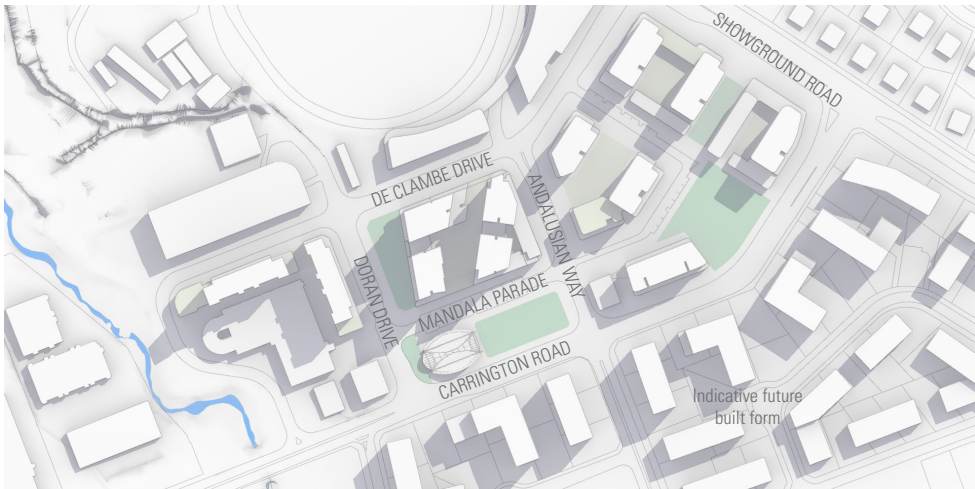 SHOWGROUND ROAD
DE CLAMBE DRIVE
ANDALUSIAN WAY
DORAN DRIVE
MANDALA PARADE
CARRINGTON ROAD
Indicative future
built form